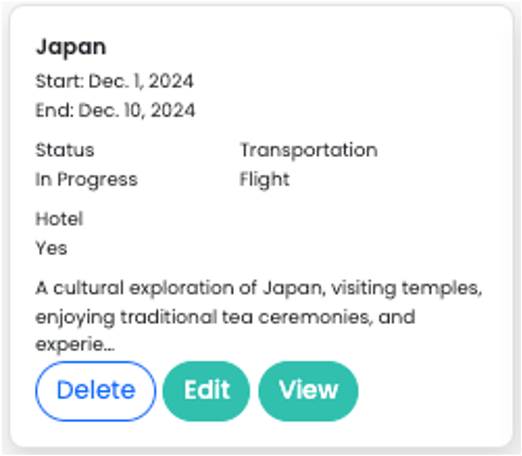 Japan
Start: Dec. 1, 2024
End: Dec. 10, 2024
Status
Transportation
In Progress
Flight
Hotel
Yes
A cultural exploration of Japan, visiting temples,
enjoying traditional tea ceremonies, and
experie...
Delete
Edit
View